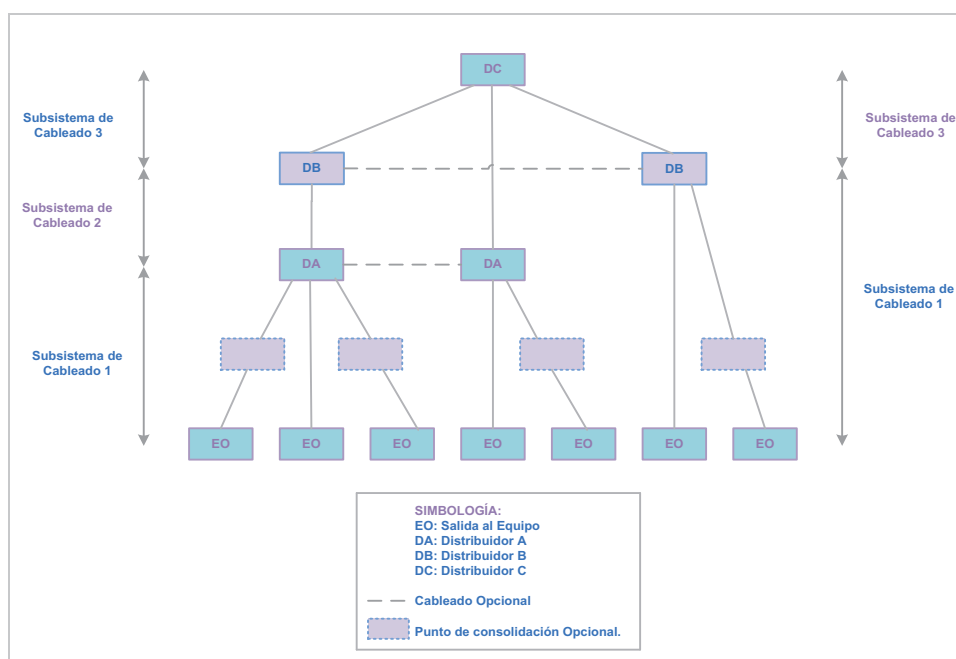 DC
Subsistema de
Cableado 3
Subsistema de
Cableado 3
DB
DB
Subsistema de
Cableado 2
DA
DA
Subsistema de
Cableado 1
Subsistema de
Cableado 1
EO
EO
EO
EO
EO
EO
EO
SIMBOLOGÍA:
EO: Salida al Equipo
DA: Distribuidor A
DB: Distribuidor B
DC: Distribuidor C
Cableado Opcional
Punto de consolidación Opcional.